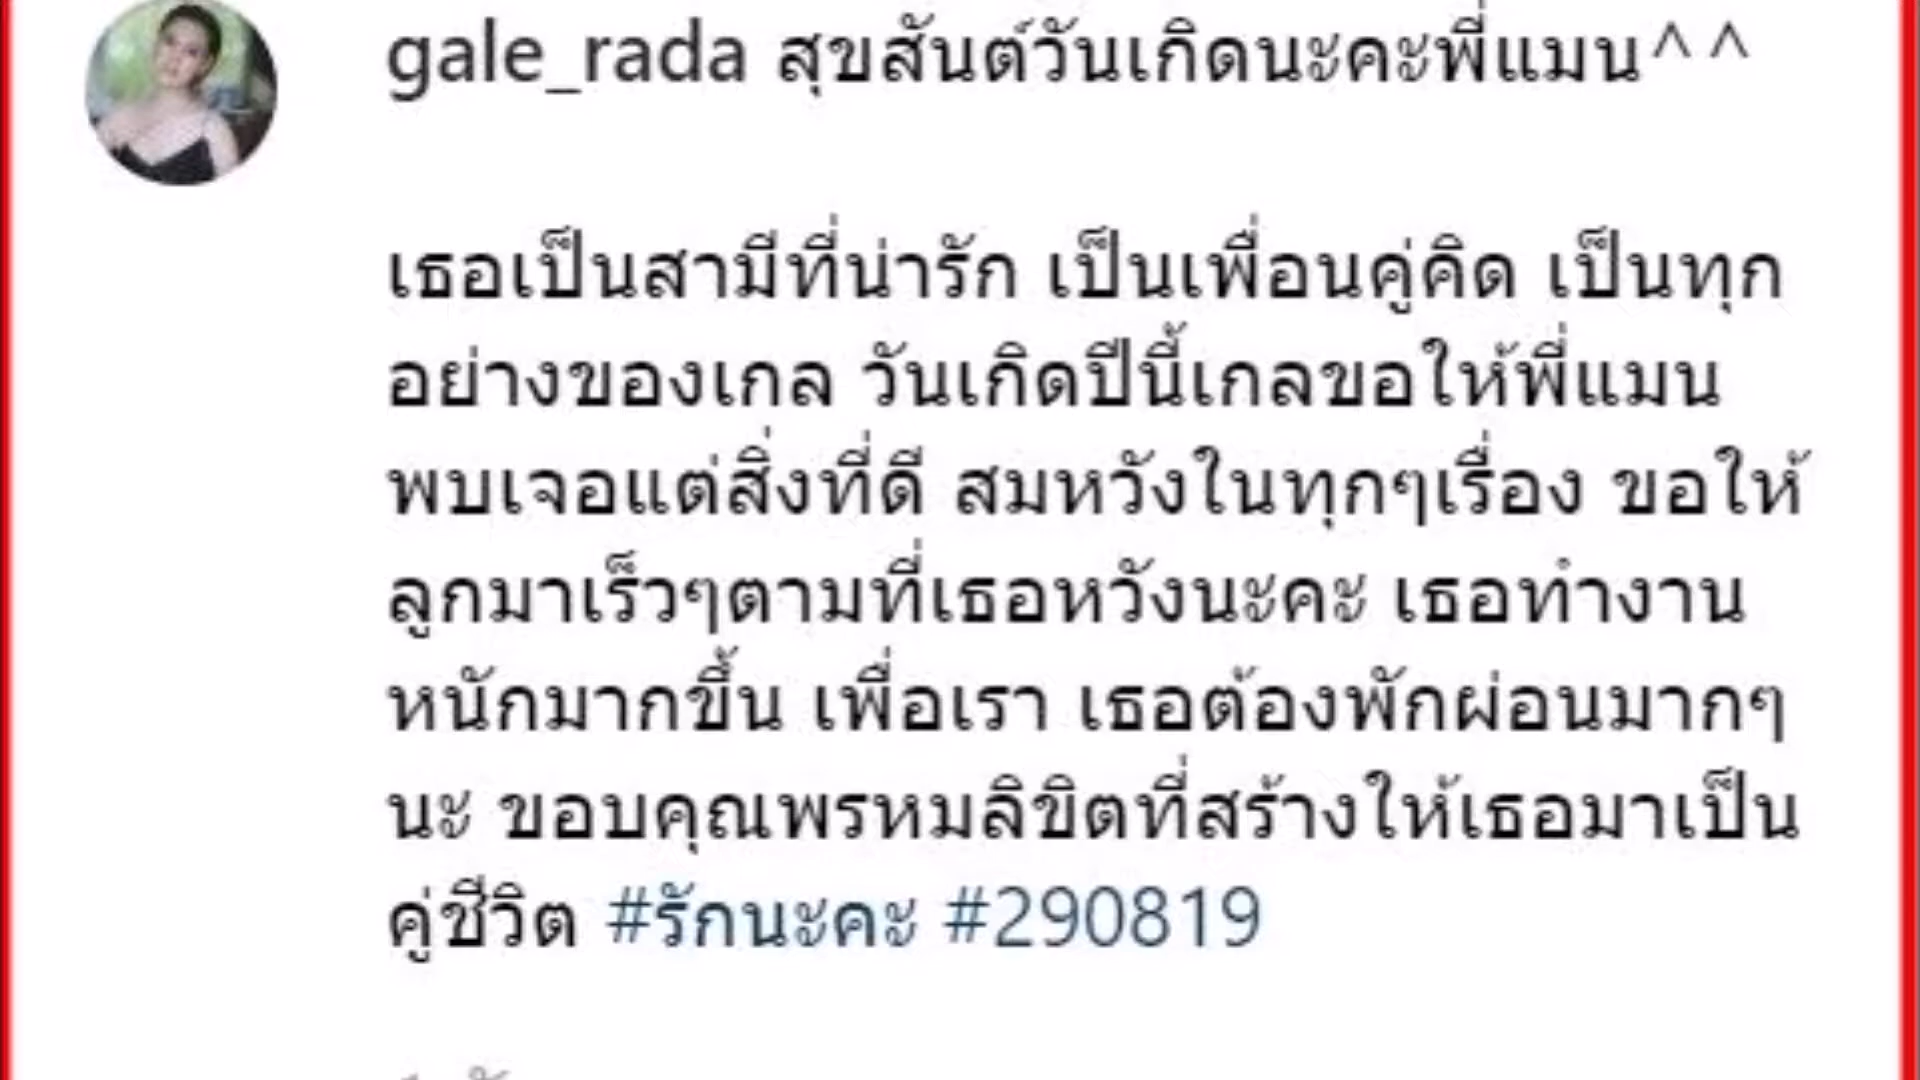 gale_rada สุขสันต์วันเกิดนะคะพี่แมน^^
เธอเป็นสามีที่น่ารัก เป็นเพื่อนคู่คิด เป็นทุก
อย่างของเกล วันเกิดปีนี้เกลขอให้พี่แมน
พบเจอแต่สิ่งที่ดี สมหวังในทุกๆเรื่อง ขอให้
ลูกมาเร็วๆตามที่เธอหวังนะคะ เธอทำงาน
หนักมากขึ้น เพื่อเรา เธอต้องพักผ่อนมากๆ
นะ ขอบคุณพรหมลิขิตที่สร้างให้เธอมาเป็น
คู่ชีวิต #รักนะคะ #290819